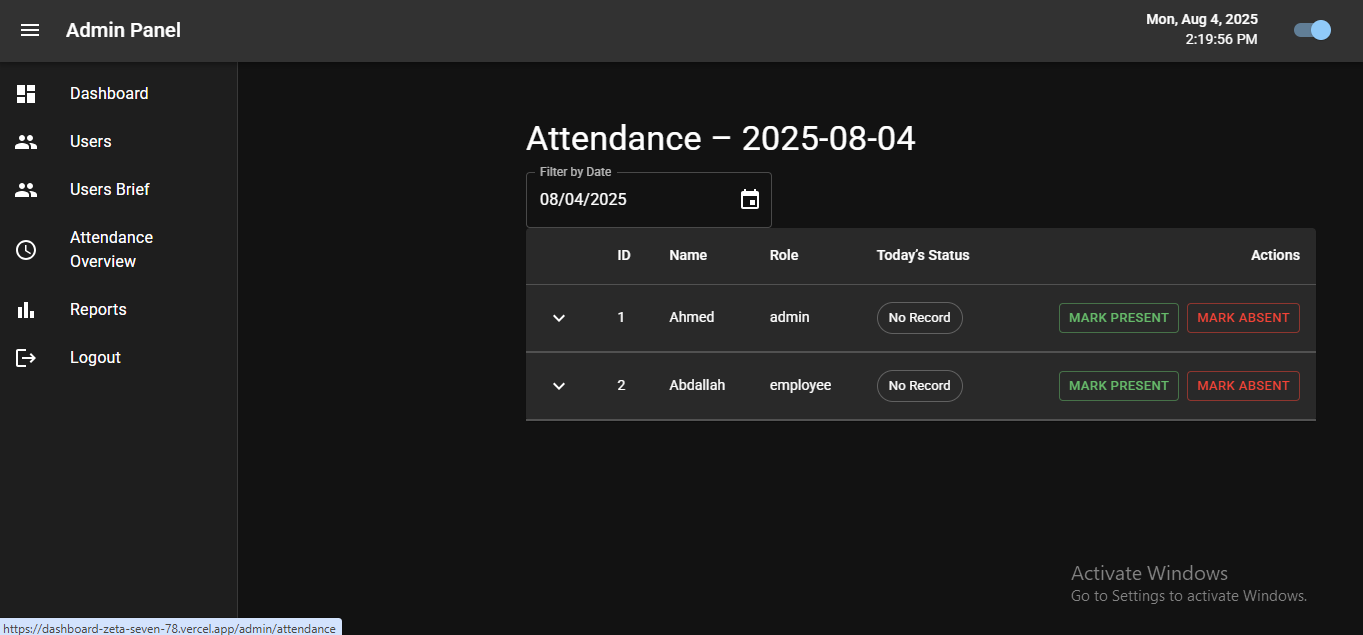 Admin Panel
Mon, Aug 4, 2025
2:19:56 PM
Dashboard
Users
Users Brief
Attendance
Overview
Reports
Logout
Attendance – 2025-08-04
Filter by Date
08/04/2025
ID Name Role Today's Status Actions
1 Ahmed admin No Record MARK PRESENT MARK ABSENT
2 Abdallah employee No Record MARK PRESENT MARK ABSENT
Activate Windows
Go to Settings to activate Windows.
https://dashboard-zeta-seven-78.vercel.app/admin/attendance